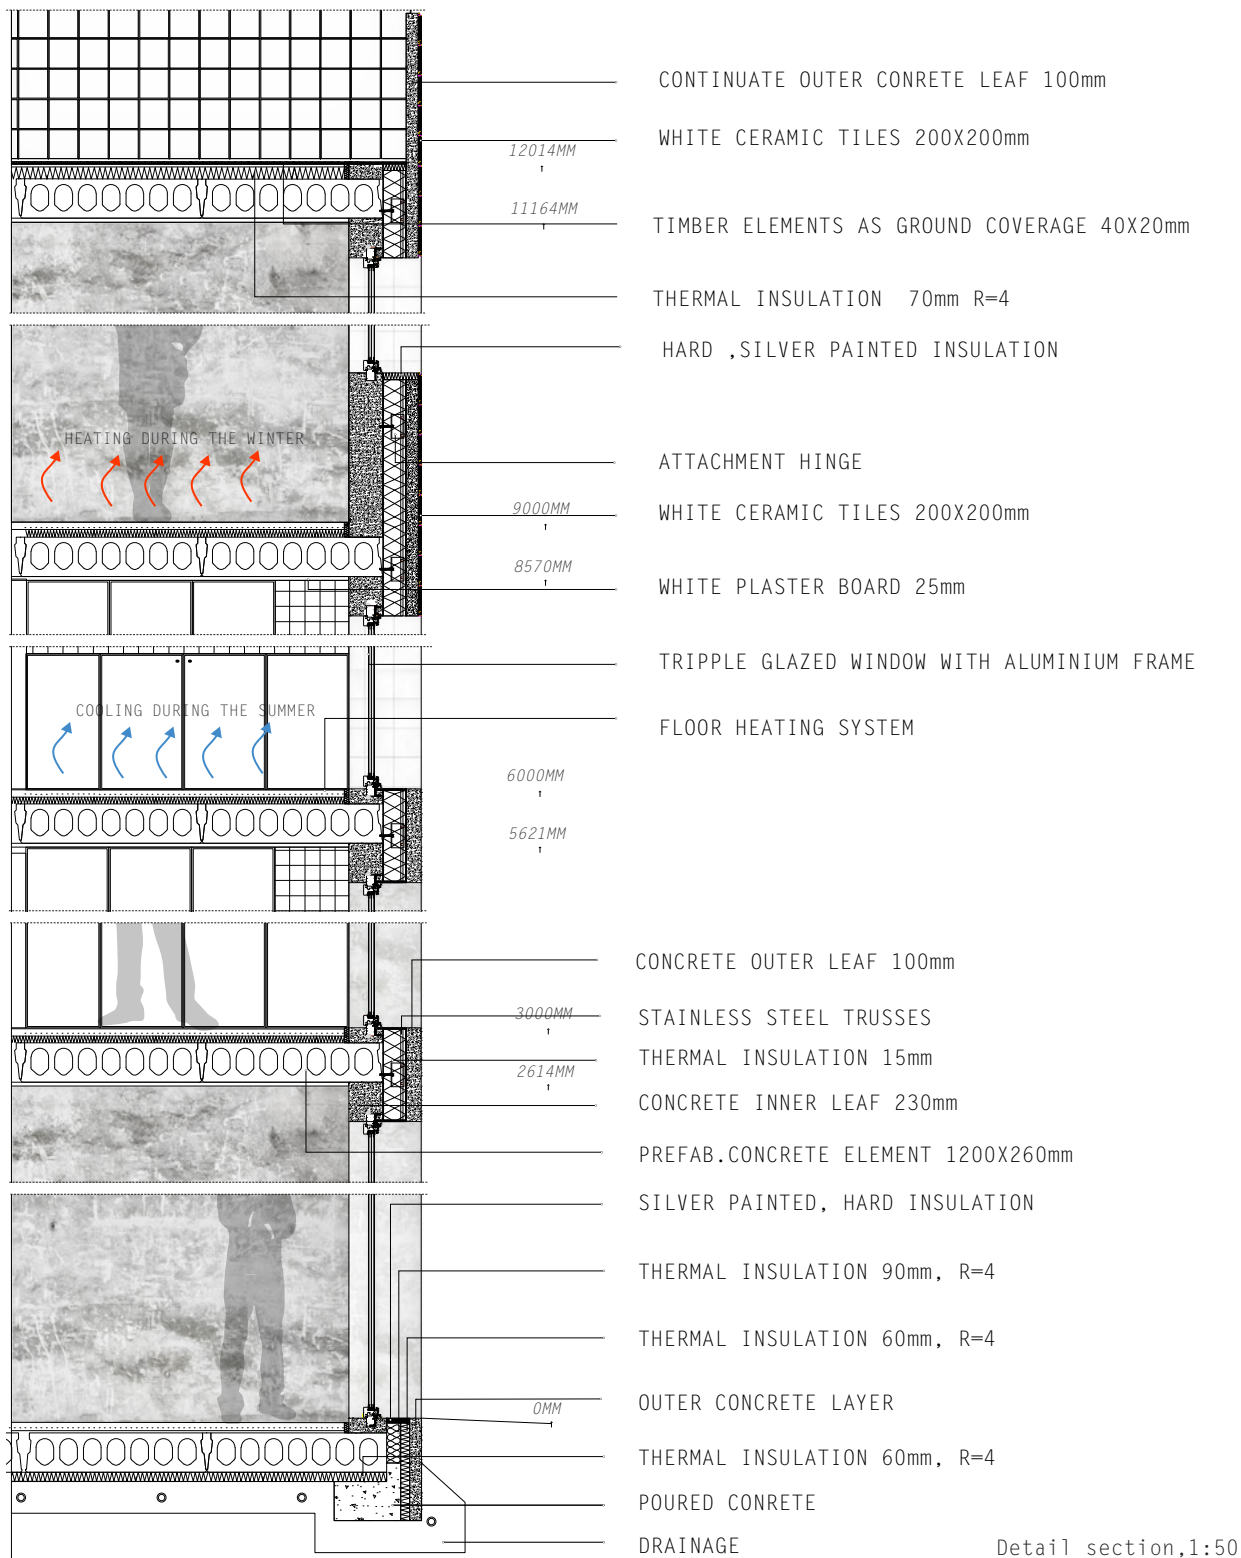 CONTINUATE OUTER CONRETE LEAF 100mm
WHITE CERAMIC TILES 200X200mm
12014MM
11164MM
TIMBER ELEMENTS AS GROUND COVERAGE 40X20mm
THERMAL INSULATION 70mm R=4
HARD ,SILVER PAINTED INSULATION
HEATING DURING THE WINTER
ATTACHMENT HINGE
9000MM
WHITE CERAMIC TILES 200X200mm
8570MM
WHITE PLASTER BOARD 25mm
TRIPPLE GLAZED WINDOW WITH ALUMINIUM FRAME
COOLING DURING THE SUMMER
FLOOR HEATING SYSTEM
6000MM
5621MM
CONCRETE OUTER LEAF 100mm
3000MM
STAINLESS STEEL TRUSSES
THERMAL INSULATION 15mm
2614MM
CONCRETE INNER LEAF 230mm
PREFAB.CONCRETE ELEMENT 1200X260mm
SILVER PAINTED, HARD INSULATION
THERMAL INSULATION 90mm, R=4
THERMAL INSULATION 60mm, R=4
0MM
OUTER CONCRETE LAYER
THERMAL INSULATION 60mm, R=4
POURED CONRETE
DRAINAGE
Detail section,1:50